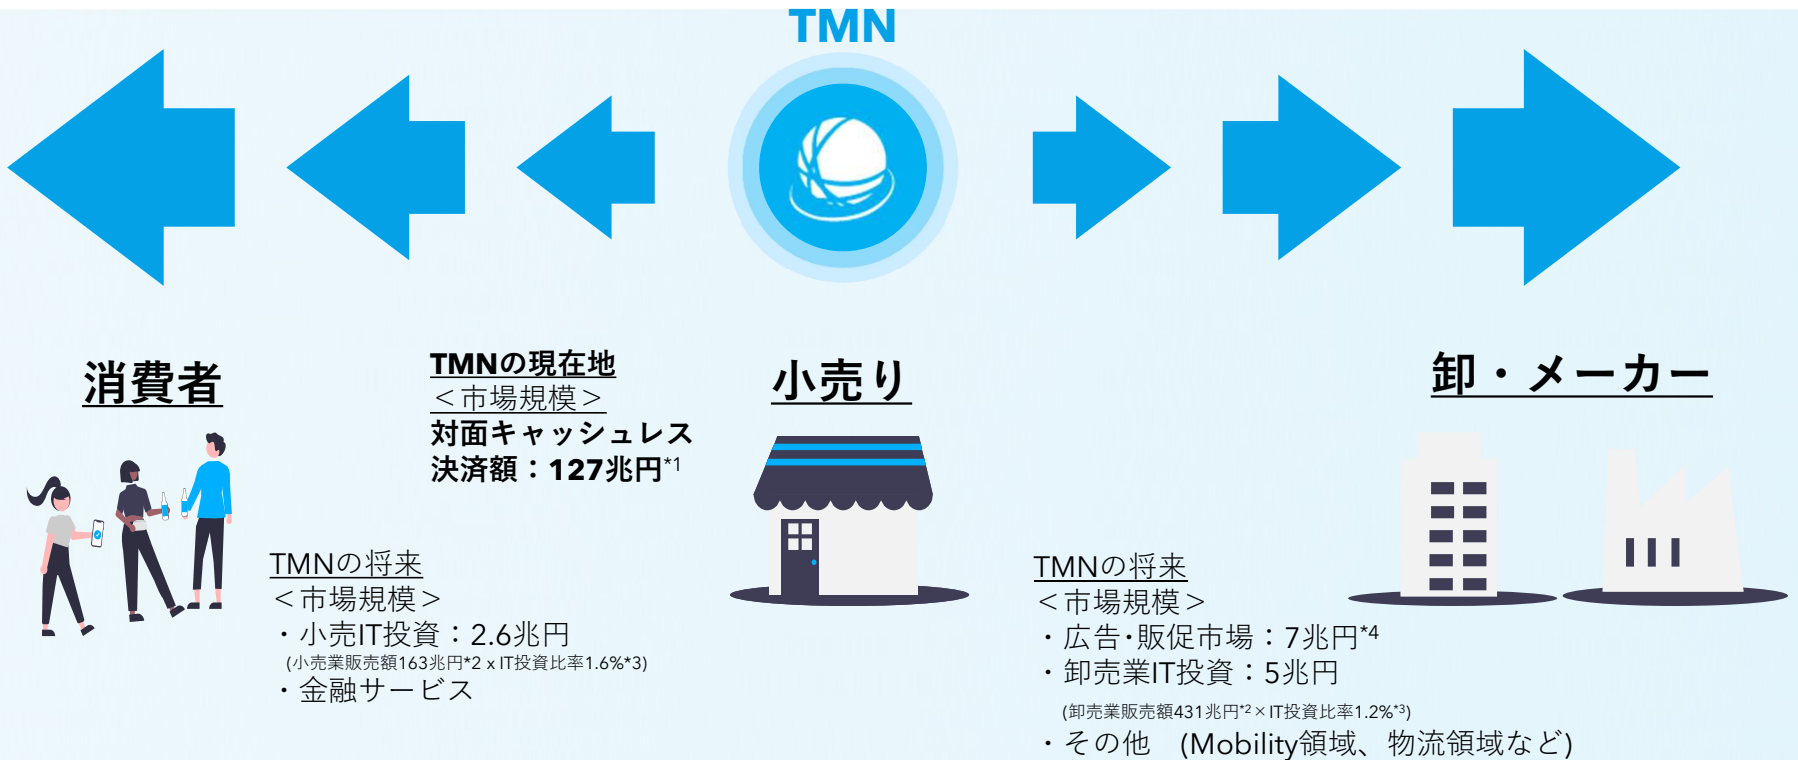 TMN
消費者
TMNの現在地
＜市場規模＞
対面キャッシュレス
決済額：127兆円*1
小売り
卸・メーカー
TMNの将来
＜市場規模＞
・小売IT投資：2.6兆円
(小売業販売額163兆円*2 x IT投資比率1.6%*3)
・金融サービス
TMNの将来
＜市場規模＞
・広告･販促市場：7兆円*4
・卸売業IT投資：5兆円
(卸売業販売額431兆円*2×IT投資比率1.2%*3)
・その他　(Mobility領域、物流領域など)